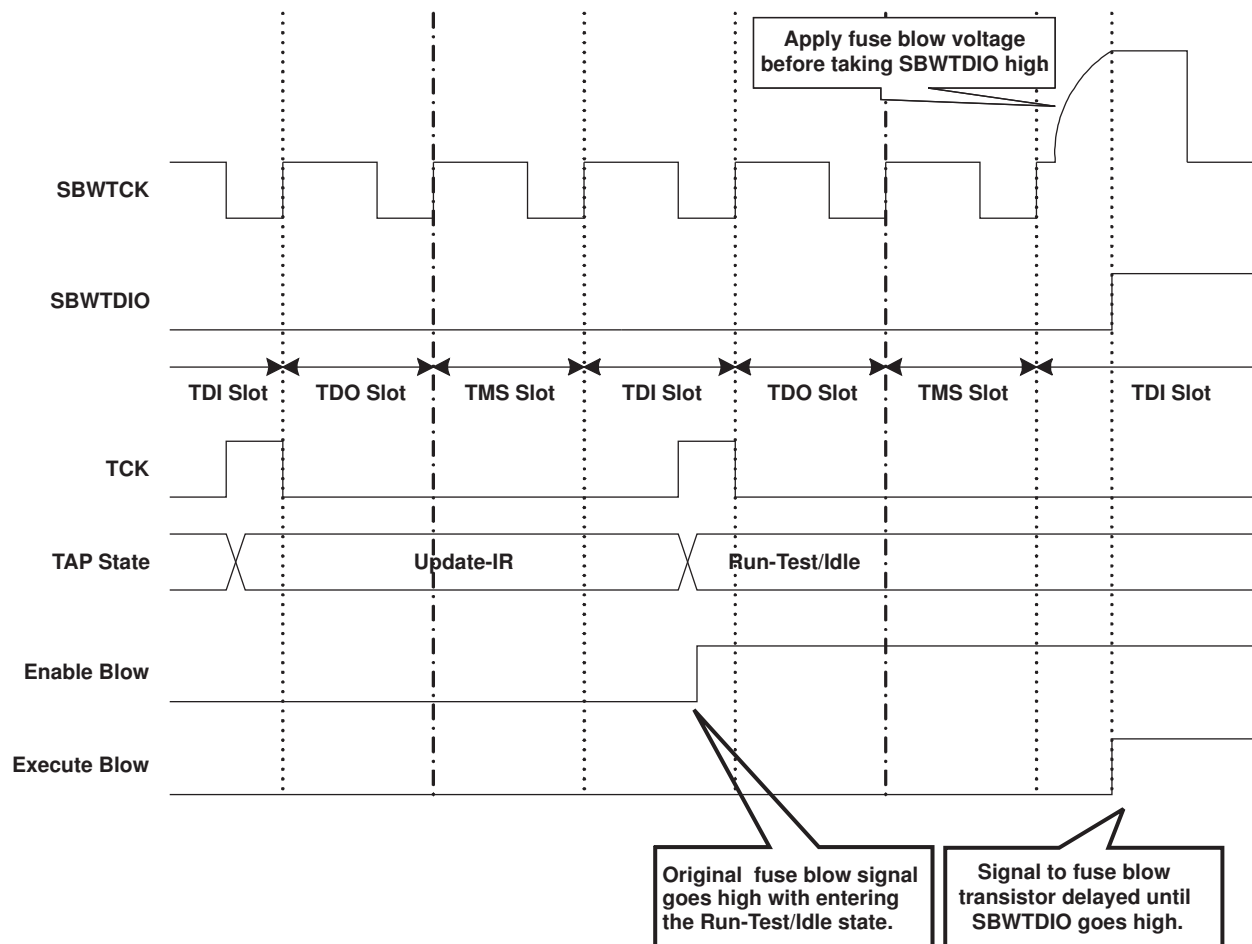 Apply fuse blow voltage
before taking SBWTDIO high
SBWTCK
SBWTDIO
TDI Slot TDO Slot TMS Slot TDI Slot TDO Slot TMS Slot TDI Slot
TCK
TAP State Update-IR Run-Test/Idle
Enable Blow
Execute Blow
Original fuse blow signal
goes high with entering
the Run-Test/Idle state.
Signal to fuse blow
transistor delayed until
SBWTDIO goes high.